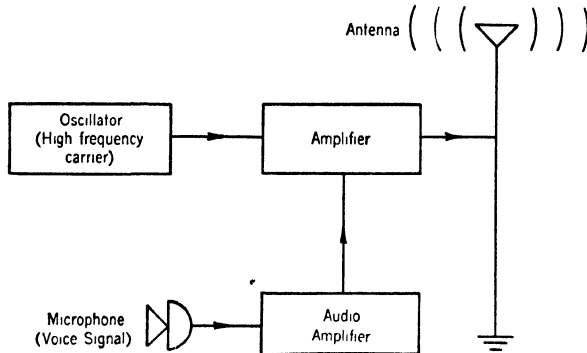 Antenna
Oscillator
(High frequency
carrier)
Amplifier
Microphone
(Voice Signal)
Audio
Amplifier